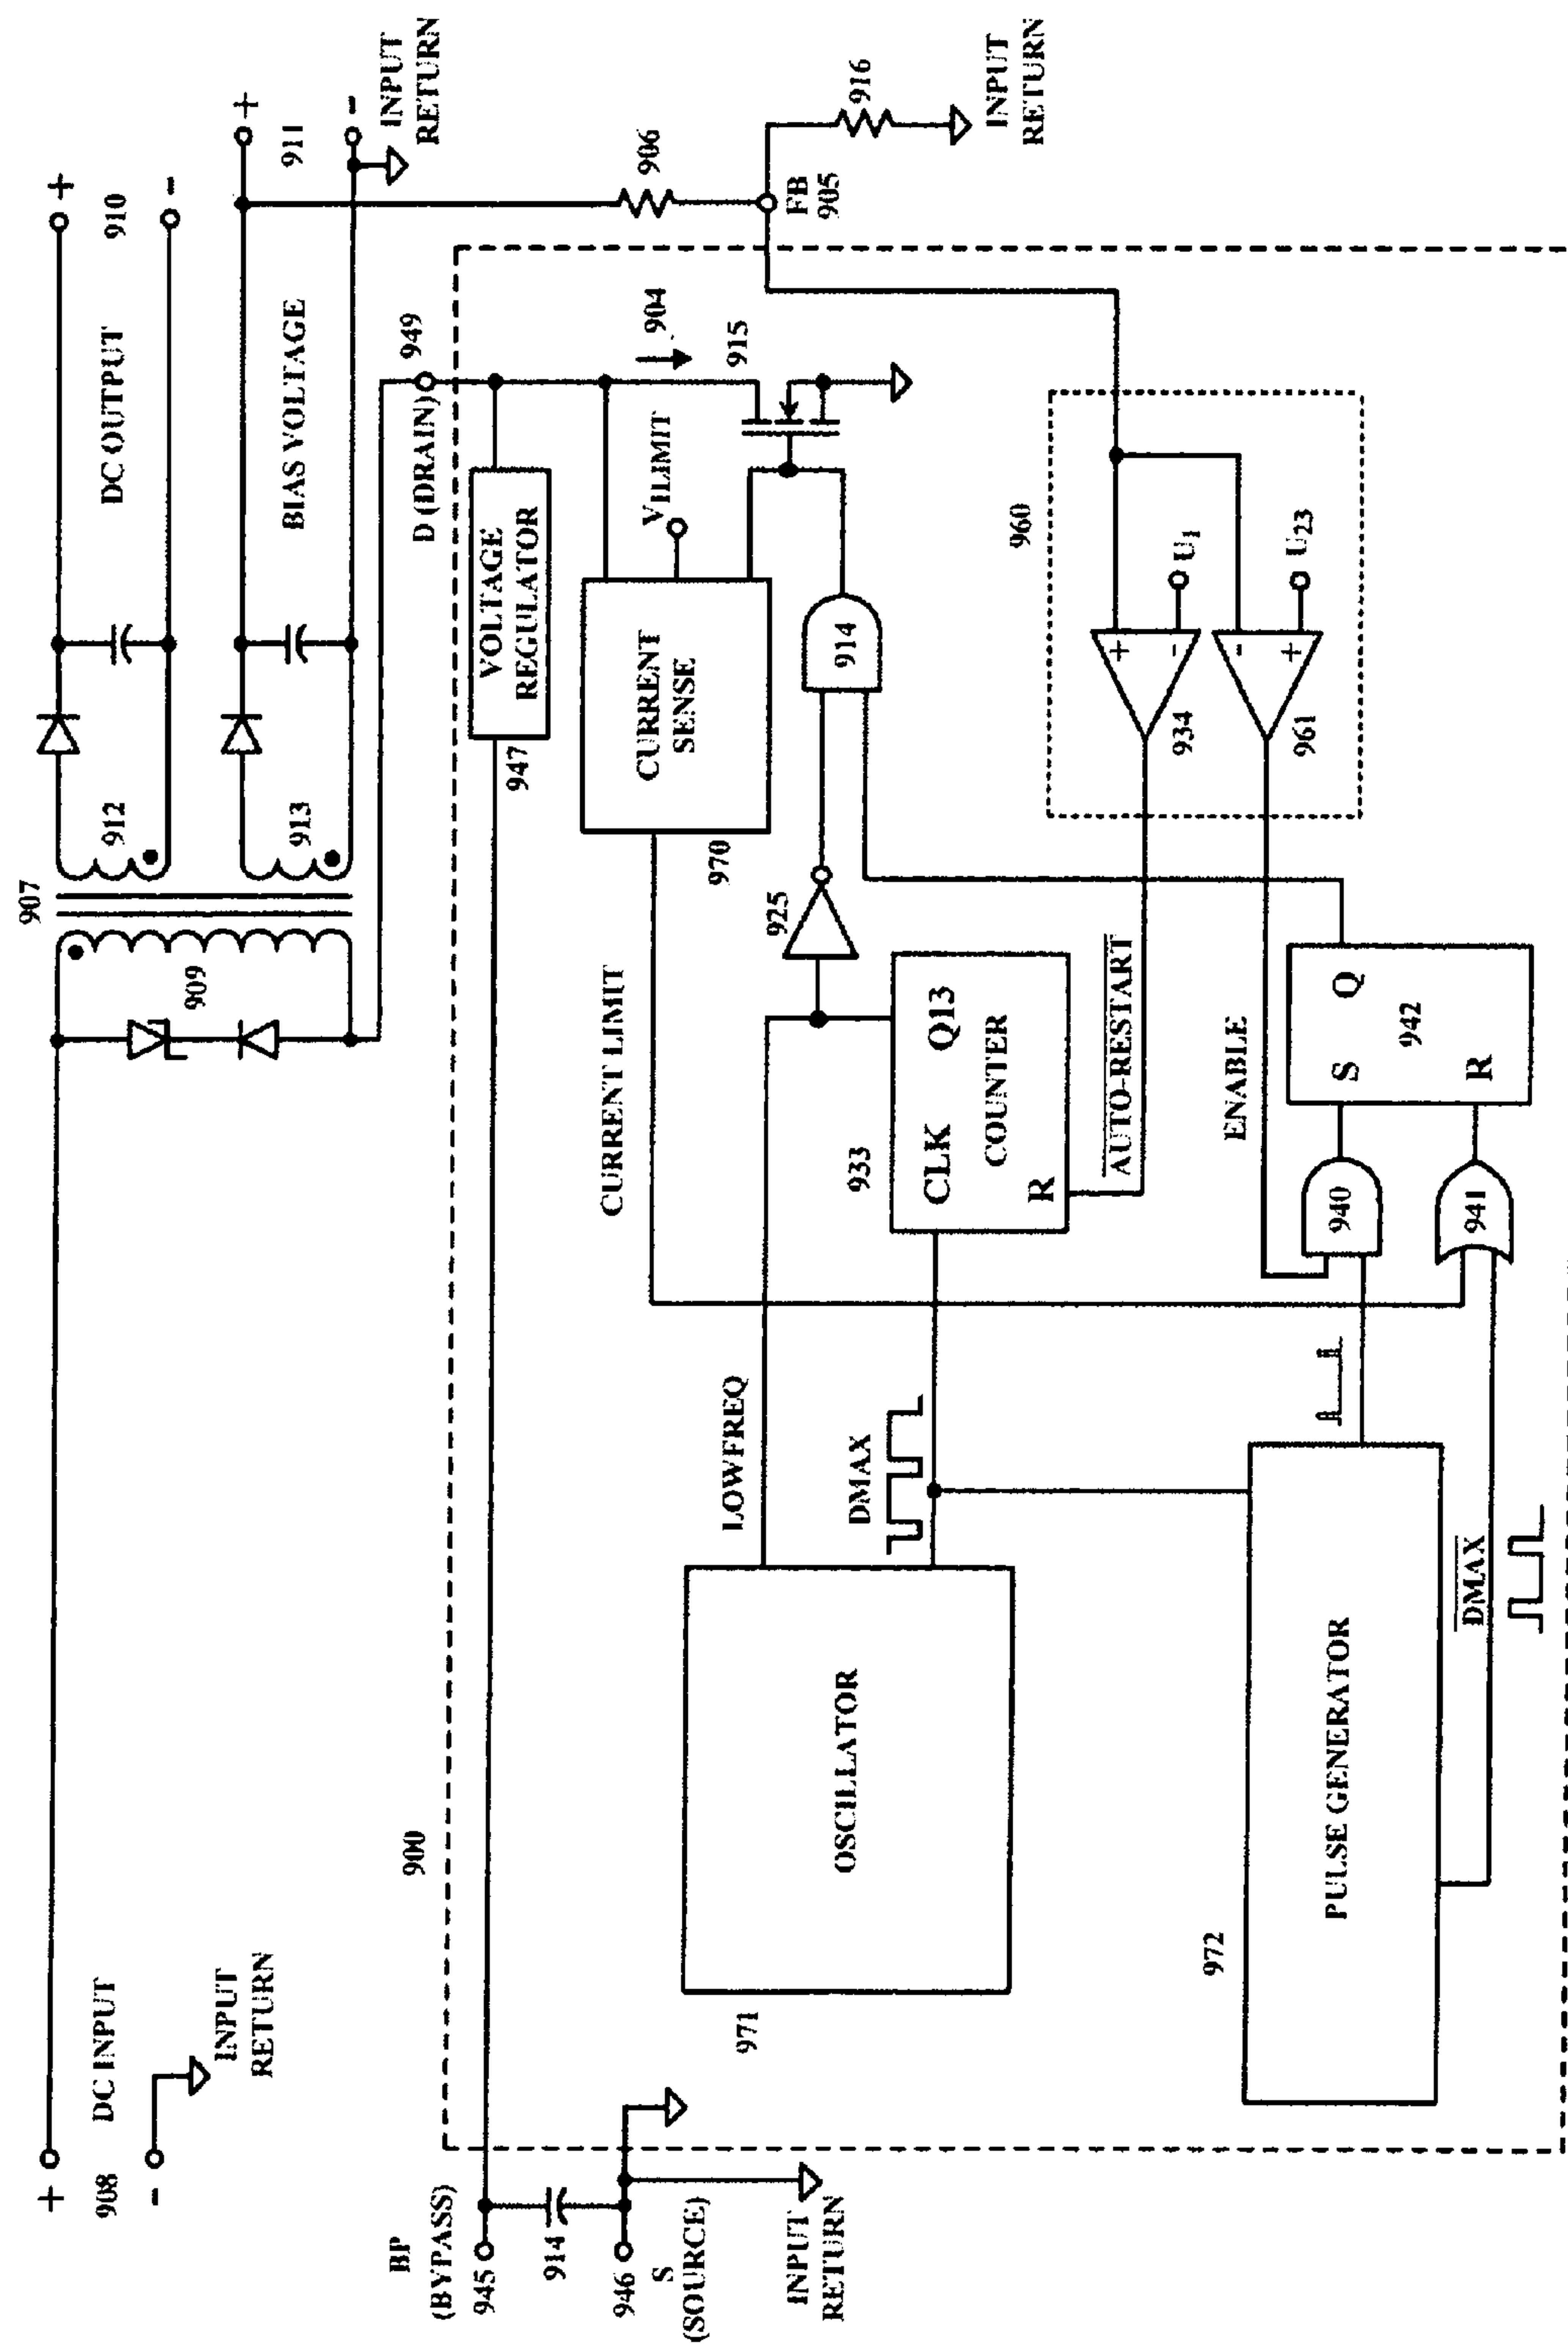 +
908
-
DC INPUT
INPUT
RETURN
907
909
912
913
+
910
-
DC OUTPUT
+
911
-
BIAS VOLTAGE
INPUT
RETURN
906
916
FB
905
INPUT
RETURN
900
BP
(BYPASS)
945
914
946
S
(SOURCE)
INPUT
RETURN
D (DRAIN)
949
VOLTAGE
REGULATOR
947
904
915
VILIMIT
CURRENT
SENSE
970
CURRENT LIMIT
914
925
LOWFREQ
OSCILLATOR
971
DMAX
933
CLK
Q13
COUNTER
R
AUTO-RESTART
960
+
-
U1
934
-
+
U23
961
ENABLE
S
Q
942
R
940
941
PULSE GENERATOR
972
DMAX